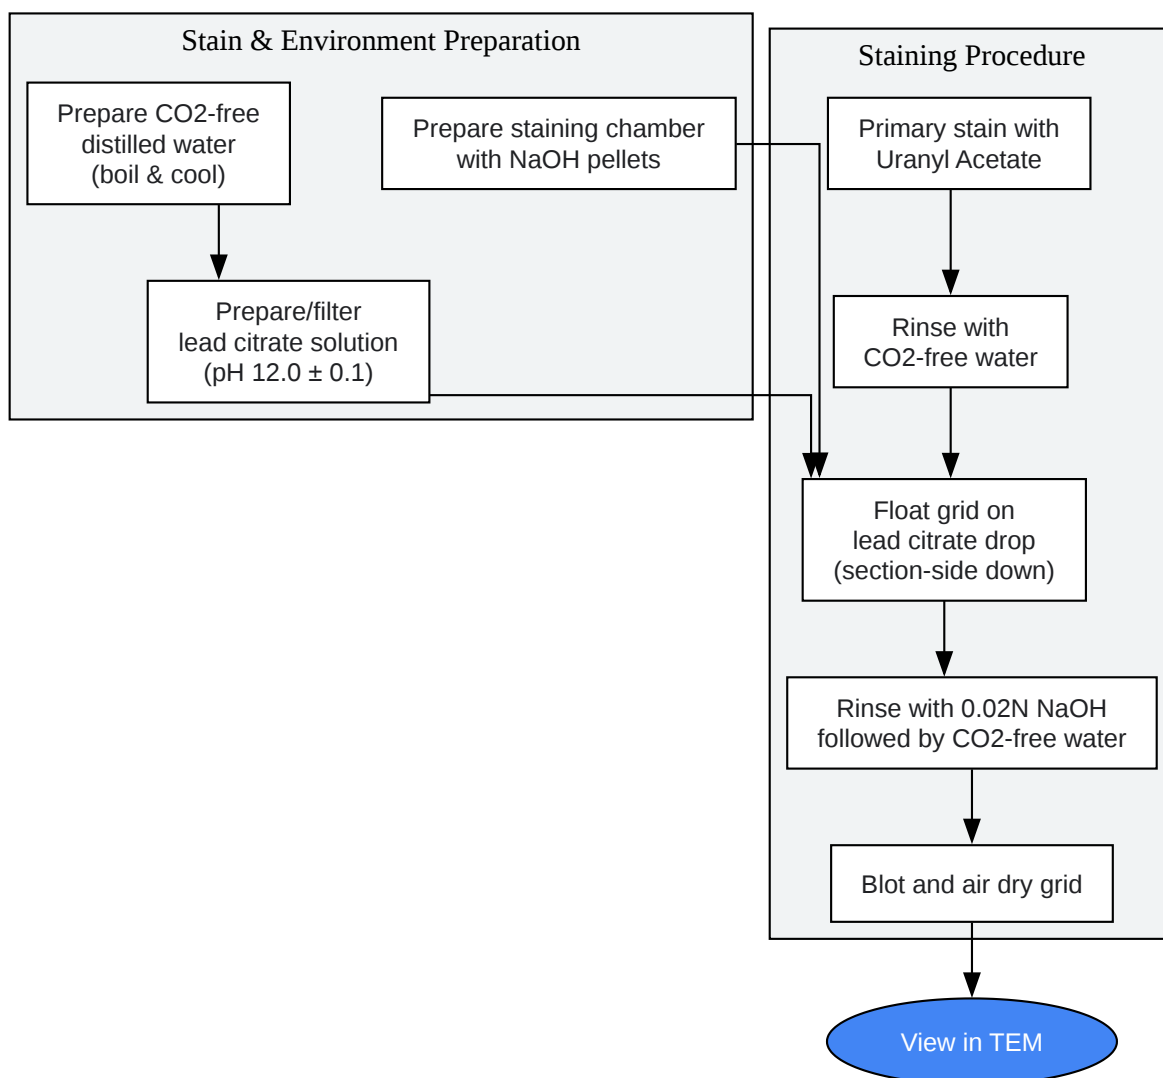 Stain & Environment Preparation
Prepare CO2-free
distilled water
(boil & cool)
Prepare staining chamber
with NaOH pellets
Prepare/filter
lead citrate solution
(pH 12.0 ± 0.1)
Staining Procedure
Primary stain with
Uranyl Acetate
Rinse with
CO2-free water
Float grid on
lead citrate drop
(section-side down)
Rinse with 0.02N NaOH
followed by CO2-free water
Blot and air dry grid
View in TEM